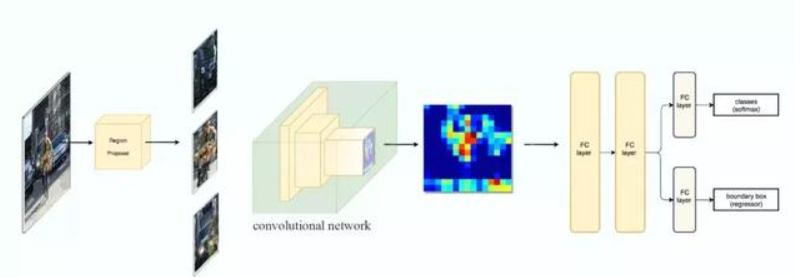 Region
Proposal
convolutional network
FC
layer
FC
layer
FC
layer
classes
(softmax)
FC
layer
boundary box
(regressor)